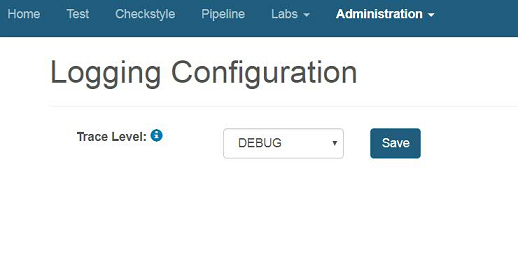 Home Test Checkstyle Pipeline Labs Administration
Logging Configuration
Trace Level: DEBUG Save